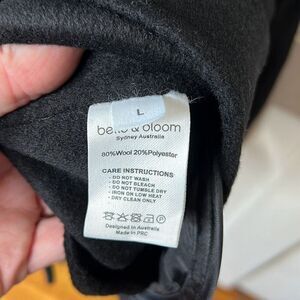 L
belle & bloom
Sydney Australia
80%Wool 20%Polyester
CARE INSTRUCTIONS
- DO NOT WASH
- DO NOT BLEACH
- DO NOT TUMBLE DRY
- IRON ON LOW HEAT
- DRY CLEAN ONLY
Designed in Australia
Made in PRC